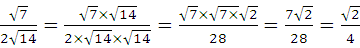 √7/(2√14) = (√7×√14)/(2×√14×√14) = (√7×√7×√2)/28 = 7√2/28 = √2/4